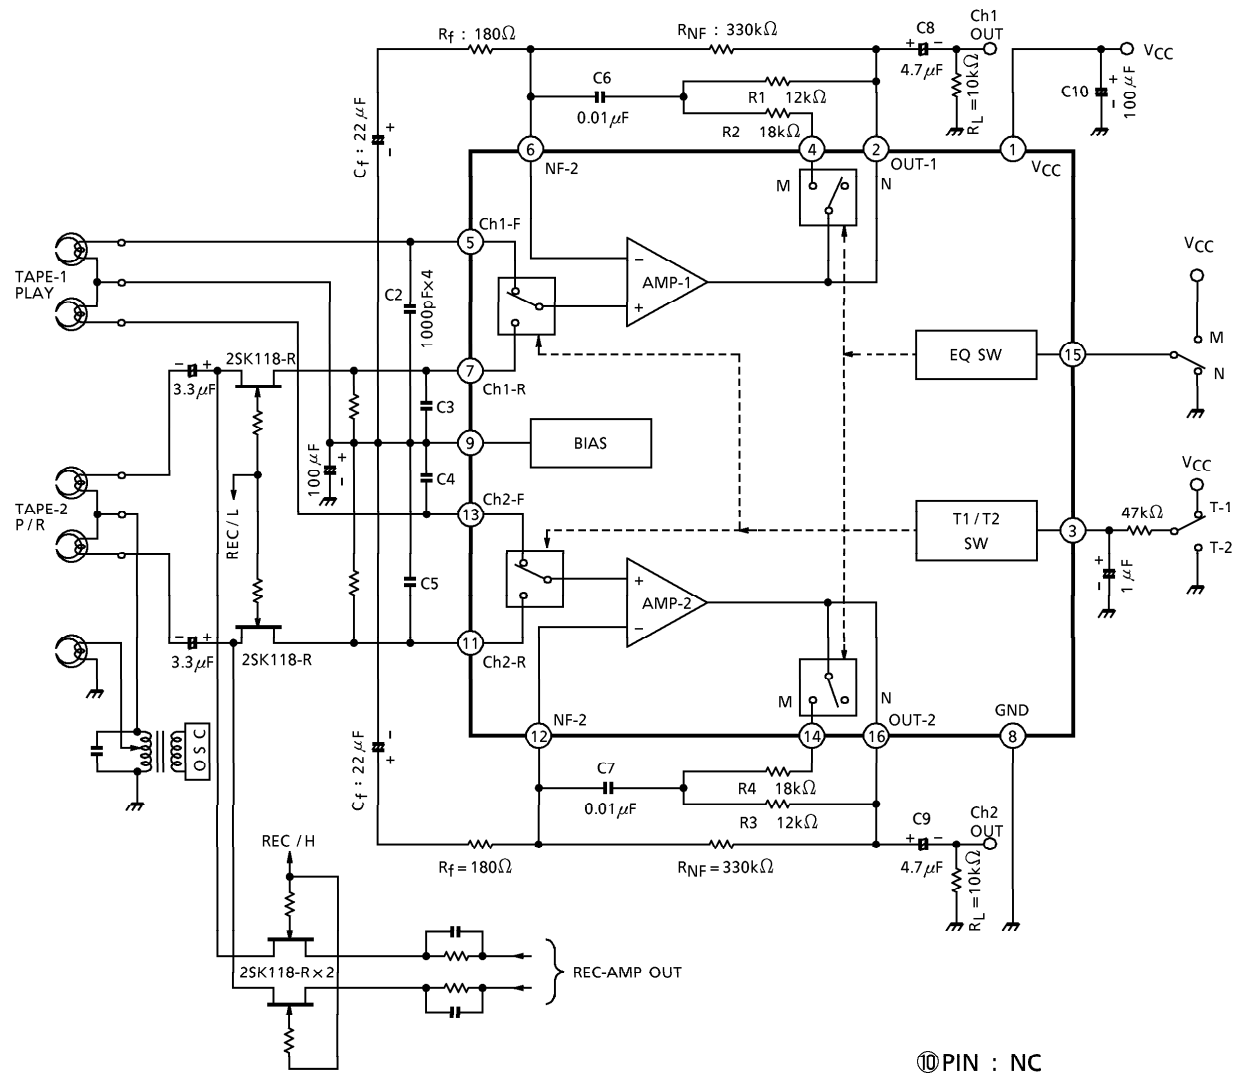 Rf : 180Ω
RNF : 330kΩ
C8
+ −
4.7μF
Ch1
OUT
RL=10kΩ
VCC
C10
+
−
100μF
C6
0.01μF
R1 12kΩ
R2 18kΩ
Cf : 22μF
+
−
6
NF-2
4
2
OUT-1
1
VCC
M
N
Ch1-F
5
TAPE-1
PLAY
C2
1000pF×4
−
AMP-1
+
VCC
M
N
EQ SW
15
2SK118-R
− +
3.3μF
7
Ch1-R
C3
9
BIAS
100μF
+
−
C4
Ch2-F
13
TAPE-2
P/R
REC/L
T1/T2
SW
3
47kΩ
VCC
T-1
T-2
+
−
1μF
C5
+
AMP-2
−
− +
3.3μF
2SK118-R
11
Ch2-R
M
N
NF-2
12
14
OUT-2
16
GND
8
OSC
Cf : 22μF
−
+
C7
0.01μF
R4 18kΩ
R3 12kΩ
Rf=180Ω
RNF=330kΩ
C9
+ −
4.7μF
Ch2
OUT
RL=10kΩ
REC/H
2SK118-R×2
REC-AMP OUT
⑩PIN : NC